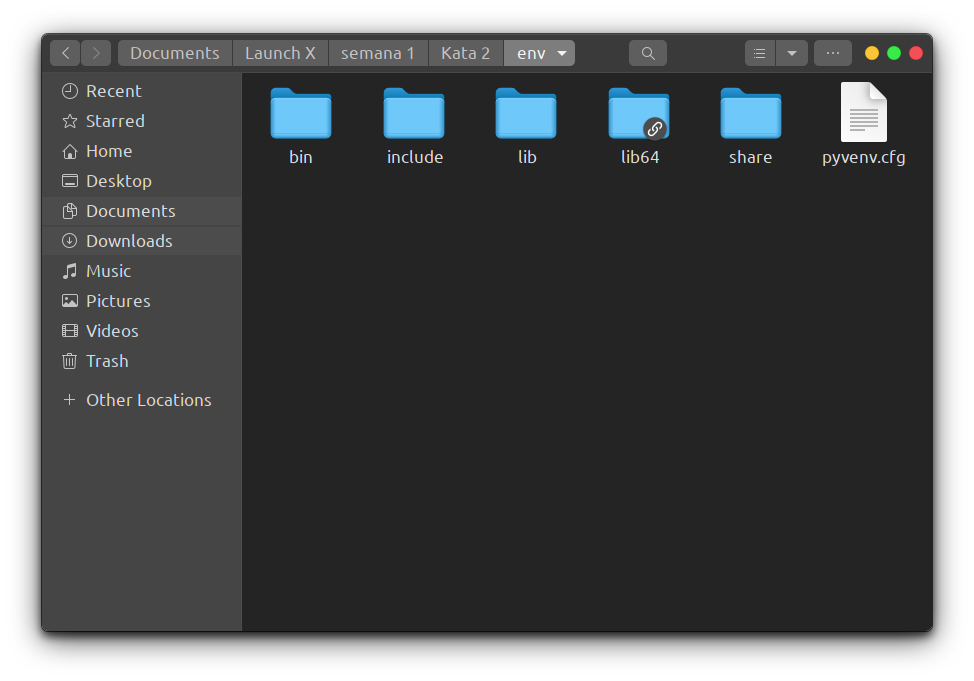 Documents Launch X semana 1 Kata 2 env
Recent
Starred
Home
Desktop
Documents
Downloads
Music
Pictures
Videos
Trash
Other Locations
bin include lib lib64 share pyvenv.cfg